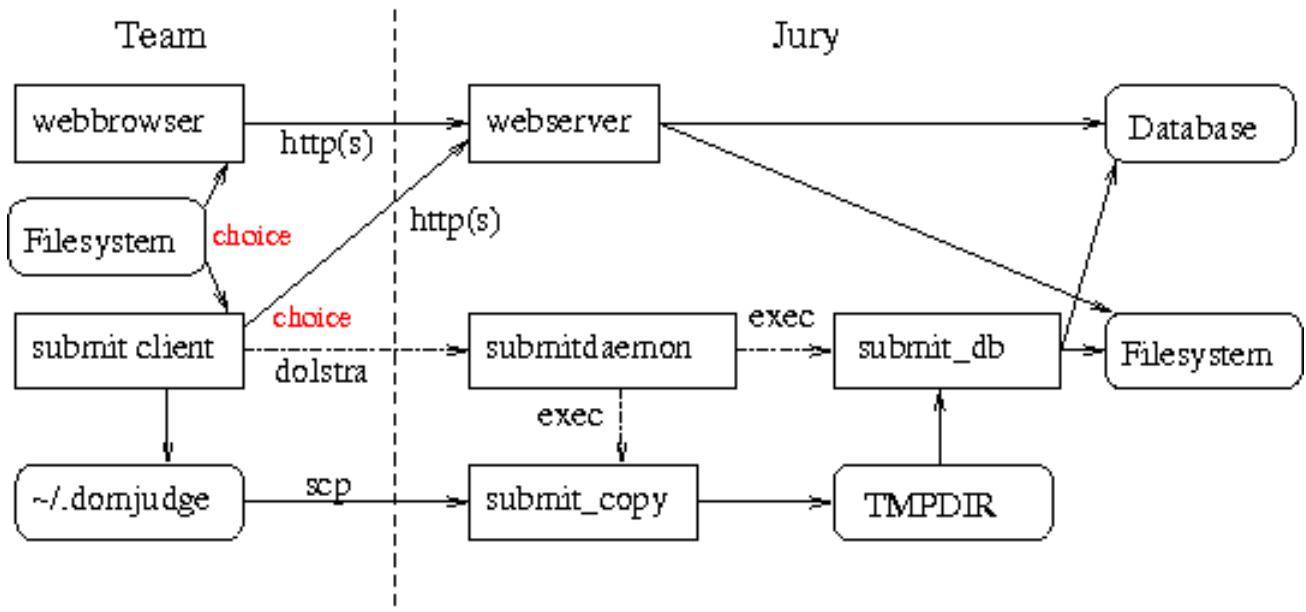 Team
Jury
webbrowser
http(s)
webserver
Database
Filesystem
choice
http(s)
submit client
choice
dolstra
submitdaemon
exec
submit_db
Filesystem
exec
~/.domjudge
scp
submit_copy
TMPDIR